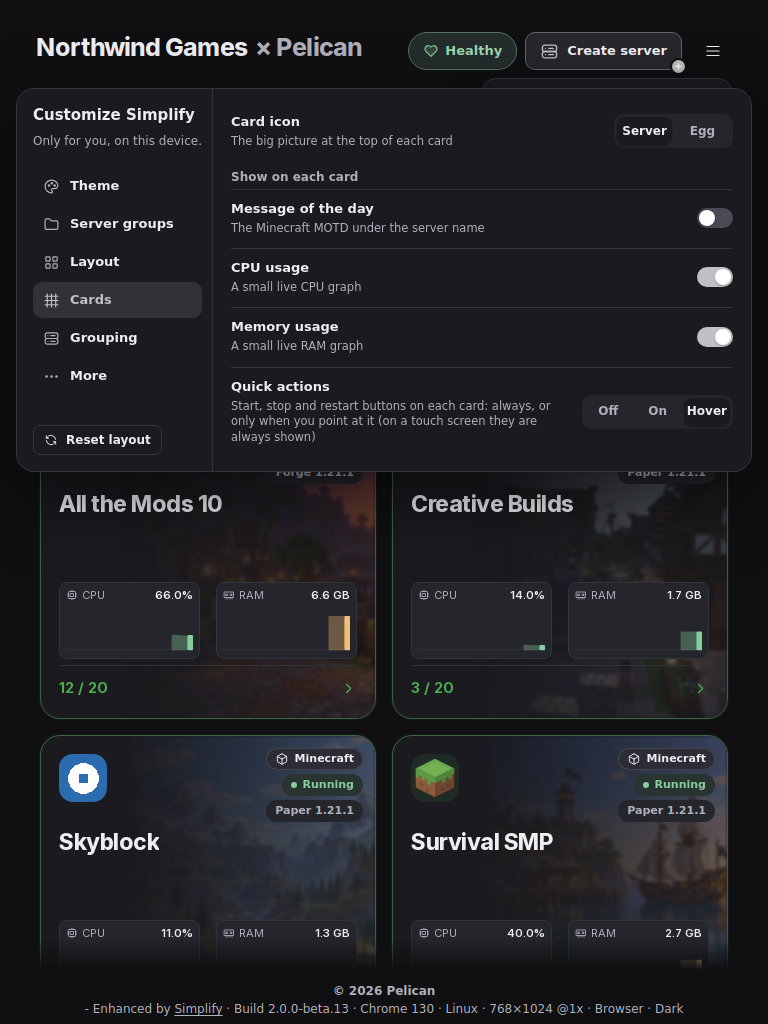 Northwind Games × Pelican
Healthy
Create server
Customize Simplify
Only for you, on this device.
Theme
Server groups
Layout
Cards
Grouping
More
Reset layout
Card icon
The big picture at the top of each card
Server
Egg
Show on each card
Message of the day
The Minecraft MOTD under the server name
CPU usage
A small live CPU graph
Memory usage
A small live RAM graph
Quick actions
Start, stop and restart buttons on each card: always, or
only when you point at it (on a touch screen they are
always shown)
Off
On
Hover
Forge 1.21.1
All the Mods 10
CPU 66.0%
RAM 6.6 GB
12 / 20
Paper 1.21.1
Creative Builds
CPU 14.0%
RAM 1.7 GB
3 / 20
Minecraft
Running
Paper 1.21.1
Skyblock
CPU 11.0%
RAM 1.3 GB
Minecraft
Running
Paper 1.21.1
Survival SMP
CPU 40.0%
RAM 2.7 GB
© 2026 Pelican
- Enhanced by Simplify · Build 2.0.0-beta.13 · Chrome 130 · Linux · 768×1024 @1x · Browser · Dark